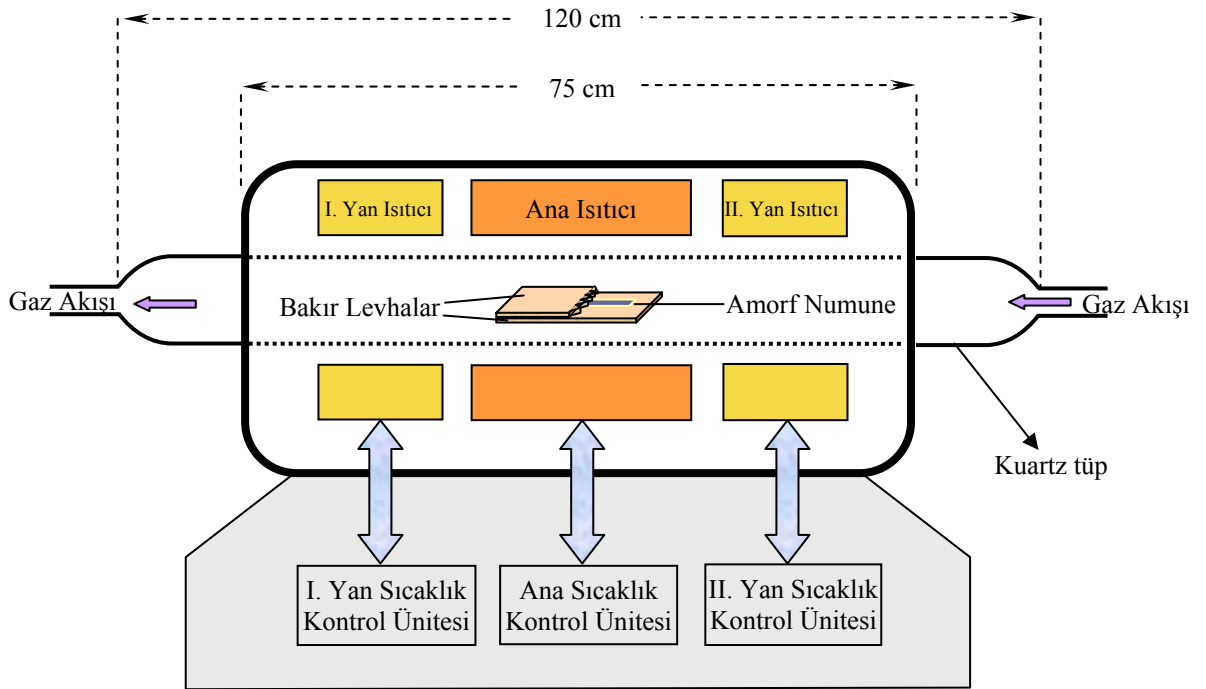 120 cm
75 cm
I. Yan Isıtıcı
Ana Isıtıcı
II. Yan Isıtıcı
Gaz Akışı
Bakır Levhalar
Amorf Numune
Gaz Akışı
Kuartz tüp
I. Yan Sıcaklık
Kontrol Ünitesi
Ana Sıcaklık
Kontrol Ünitesi
II. Yan Sıcaklık
Kontrol Ünitesi